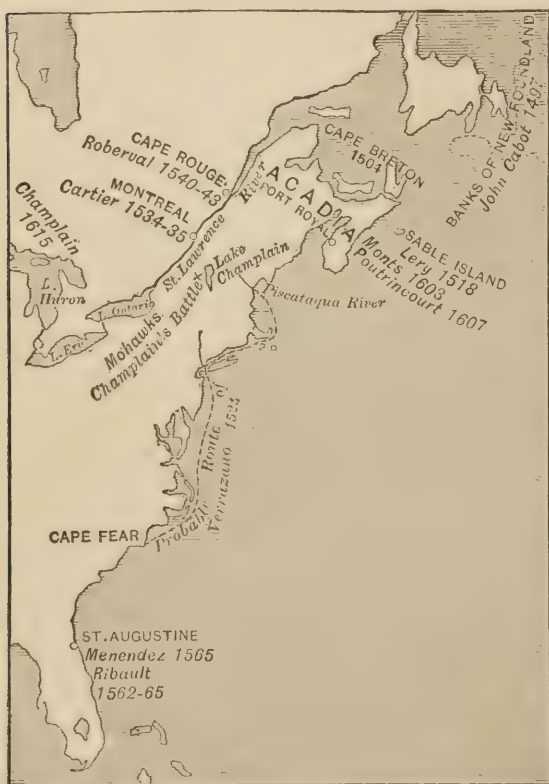 BANKS OF NEWFOUNDLAND
John Cabot 1497
CAPE BRETON
1504
CAPE ROUGE
Roberval 1540-43
ACADIA
PORT ROYAL
MONTREAL
Cartier 1534-35
St. Lawrence River
SABLE ISLAND
Lery 1518
Monts 1603
Poutrincourt 1607
Champlain
1615
L. Huron
L. Ontario
L. Erie
Lake
Champlain
Mohawks
Champlain's Battle
Piscataqua River
Probable Route of
Verrazano 1524
CAPE FEAR
ST. AUGUSTINE
Menendez 1565
Ribault
1562-65